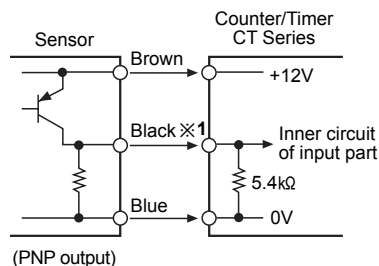 Counter/Timer
CT Series
Sensor
Brown
+12V
Black ※1
Inner circuit
of input part
5.4kΩ
Blue
0V
(PNP output)